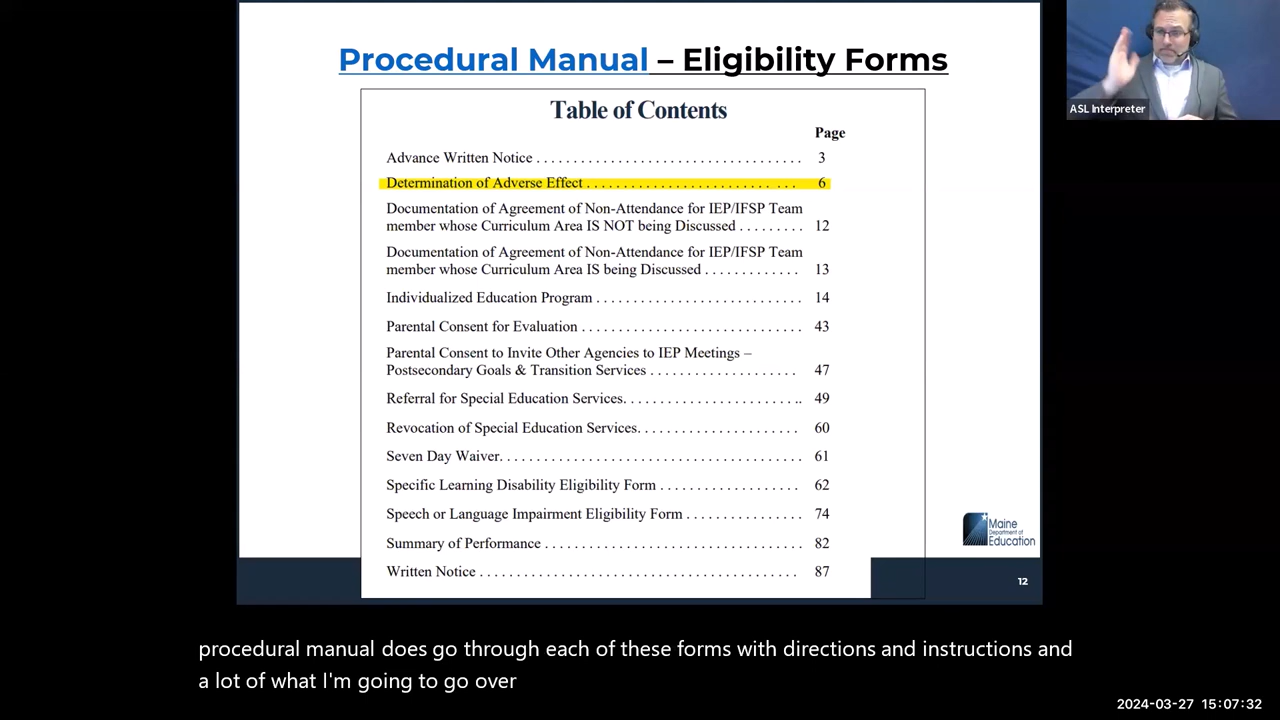 Procedural Manual – Eligibility Forms
ASL Interpreter
Table of Contents
Page
Advance Written Notice . . . . . . . . . . . . . . . . . . . . . . . . . . . . . . . . . . . . 3
Determination of Adverse Effect . . . . . . . . . . . . . . . . . . . . . . . . . . . . 6
Documentation of Agreement of Non-Attendance for IEP/IFSP Team
member whose Curriculum Area IS NOT being Discussed . . . . . . . . . 12
Documentation of Agreement of Non-Attendance for IEP/IFSP Team
member whose Curriculum Area IS being Discussed . . . . . . . . . . . . . 13
Individualized Education Program . . . . . . . . . . . . . . . . . . . . . . . . . . . . 14
Parental Consent for Evaluation . . . . . . . . . . . . . . . . . . . . . . . . . . . . . . 43
Parental Consent to Invite Other Agencies to IEP Meetings –
Postsecondary Goals & Transition Services . . . . . . . . . . . . . . . . . . . . 47
Referral for Special Education Services. . . . . . . . . . . . . . . . . . . . . . . .. 49
Revocation of Special Education Services. . . . . . . . . . . . . . . . . . . . . . 60
Seven Day Waiver. . . . . . . . . . . . . . . . . . . . . . . . . . . . . . . . . . . . . . . . . 61
Specific Learning Disability Eligibility Form . . . . . . . . . . . . . . . . . . . 62
Speech or Language Impairment Eligibility Form . . . . . . . . . . . . . . . . 74
Summary of Performance . . . . . . . . . . . . . . . . . . . . . . . . . . . . . . . . . . . 82
Written Notice . . . . . . . . . . . . . . . . . . . . . . . . . . . . . . . . . . . . . . . . . . . 87
Maine
Department of
Education
12
procedural manual does go through each of these forms with directions and instructions and
a lot of what I'm going to go over
2024-03-27 15:07:32